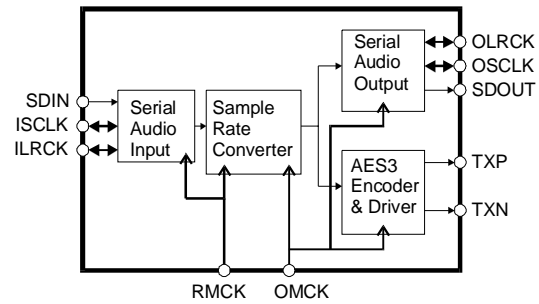 Serial
Audio
Output
OLRCK
OSCLK
SDOUT
SDIN
ISCLK
ILRCK
Serial
Audio
Input
Sample
Rate
Converter
AES3
Encoder
& Driver
TXP
TXN
RMCK
OMCK